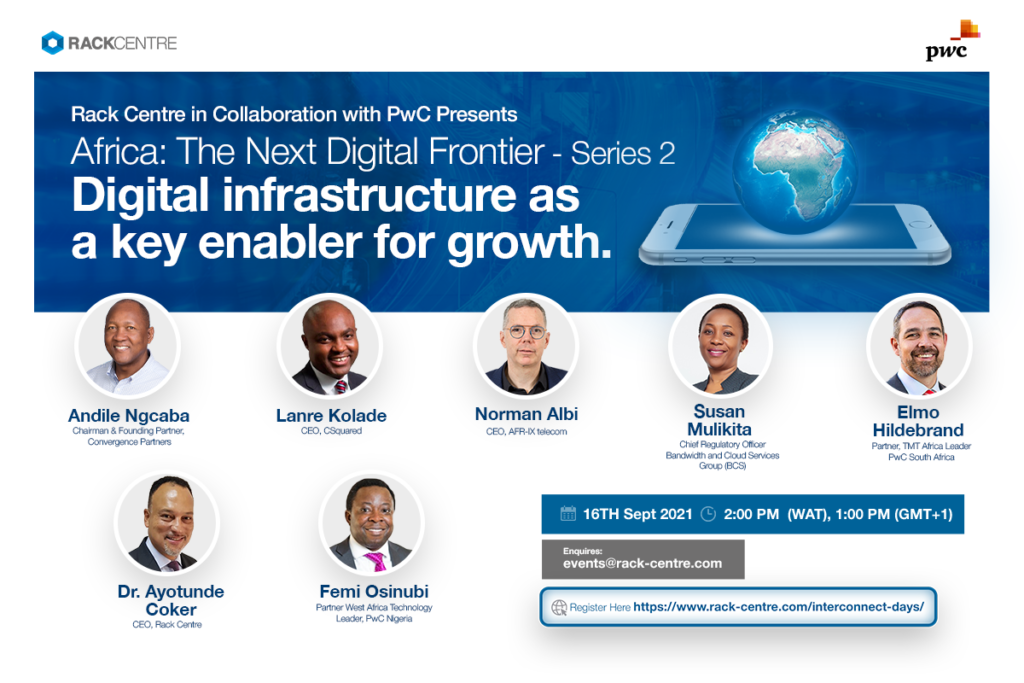 RACKCENTRE
pwc
Rack Centre in Collaboration with PwC Presents
Africa: The Next Digital Frontier - Series 2
Digital infrastructure as
a key enabler for growth.
Andile Ngcaba
Chairman & Founding Partner,
Convergence Partners
Lanre Kolade
CEO, CSquared
Norman Albi
CEO, AFR-IX telecom
Susan
Mulikita
Chief Regulatory Officer
Bandwidth and Cloud Services
Group (BCS)
Elmo
Hildebrand
Partner, TMT Africa Leader
PwC South Africa
Dr. Ayotunde
Coker
CEO, Rack Centre
Femi Osinubi
Partner West Africa Technology
Leader, PwC Nigeria
16TH Sept 2021 2:00 PM (WAT), 1:00 PM (GMT+1)
Enquires:
events@rack-centre.com
Register Here https://www.rack-centre.com/interconnect-days/